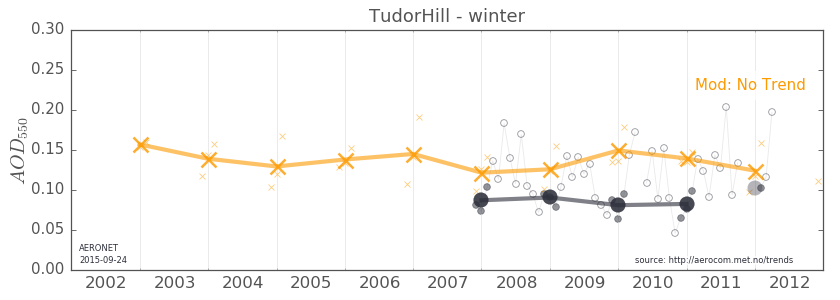 TudorHill - winter
0.30
0.25
0.20
0.15
0.10
0.05
0.00
AOD550
Mod: No Trend
AERONET
2015-09-24
source: http://aerocom.met.no/trends
2002 2003 2004 2005 2006 2007 2008 2009 2010 2011 2012